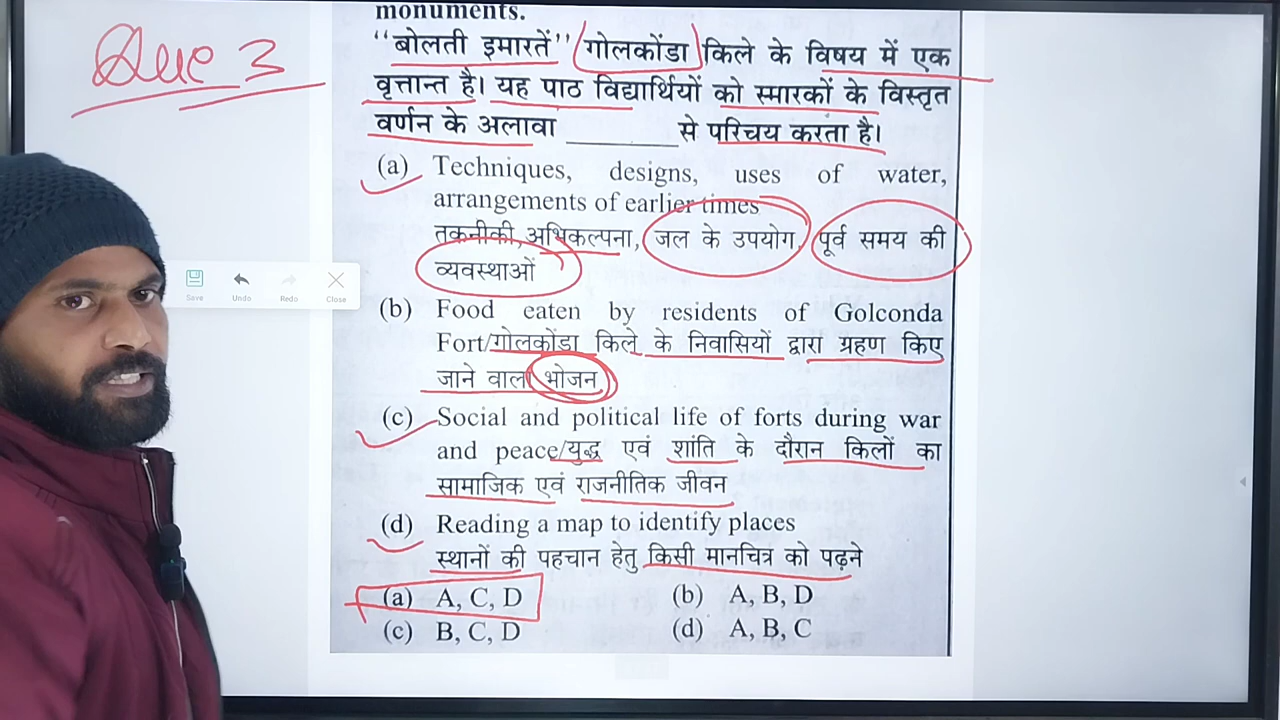 monuments.
Que 3
“बोलती इमारतें” गोलकोंडा किले के विषय में एक
वृत्तान्त है। यह पाठ विद्यार्थियों को स्मारकों के विस्तृत
वर्णन के अलावा ________ से परिचय करता है।
(a) Techniques, designs, uses of water,
arrangements of earlier times
तकनीकी, अभिकल्पना, जल के उपयोग, पूर्व समय की
व्यवस्थाओं
Save Undo Redo Close
(b) Food eaten by residents of Golconda
Fort/गोलकोंडा किले के निवासियों द्वारा ग्रहण किए
जाने वाला भोजन
(c) Social and political life of forts during war
and peace/युद्ध एवं शांति के दौरान किलों का
सामाजिक एवं राजनीतिक जीवन
(d) Reading a map to identify places
स्थानों की पहचान हेतु किसी मानचित्र को पढ़ने
(a) A, C, D (b) A, B, D
(c) B, C, D (d) A, B, C